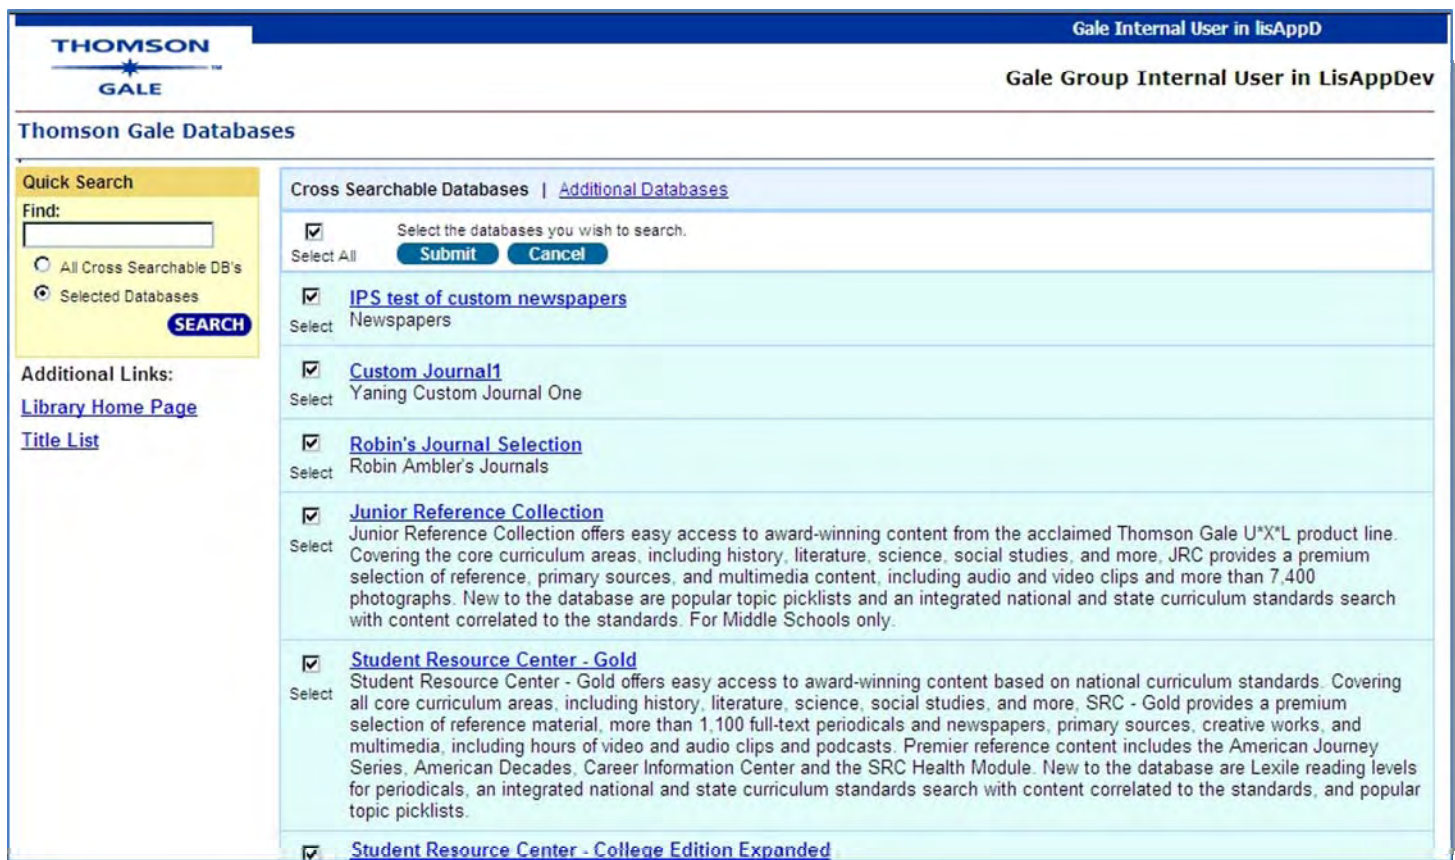 Gale Internal User in lisAppD
THOMSON
TM
GALE
Gale Group Internal User in LisAppDev
Thomson Gale Databases
Quick Search
Find:
All Cross Searchable DB's
Selected Databases
SEARCH
Additional Links:
Library Home Page
Title List
Cross Searchable Databases | Additional Databases
Select All
Select the databases you wish to search.
Submit Cancel
Select
IPS test of custom newspapers
Newspapers
Select
Custom Journal1
Yaning Custom Journal One
Select
Robin's Journal Selection
Robin Ambler's Journals
Select
Junior Reference Collection
Junior Reference Collection offers easy access to award-winning content from the acclaimed Thomson Gale U*X*L product line.
Covering the core curriculum areas, including history, literature, science, social studies, and more, JRC provides a premium
selection of reference, primary sources, and multimedia content, including audio and video clips and more than 7,400
photographs. New to the database are popular topic picklists and an integrated national and state curriculum standards search
with content correlated to the standards. For Middle Schools only.
Select
Student Resource Center - Gold
Student Resource Center - Gold offers easy access to award-winning content based on national curriculum standards. Covering
all core curriculum areas, including history, literature, science, social studies, and more, SRC - Gold provides a premium
selection of reference material, more than 1,100 full-text periodicals and newspapers, primary sources, creative works, and
multimedia, including hours of video and audio clips and podcasts. Premier reference content includes the American Journey
Series, American Decades, Career Information Center and the SRC Health Module. New to the database are Lexile reading levels
for periodicals, an integrated national and state curriculum standards search with content correlated to the standards, and popular
topic picklists.
Student Resource Center - College Edition Expanded